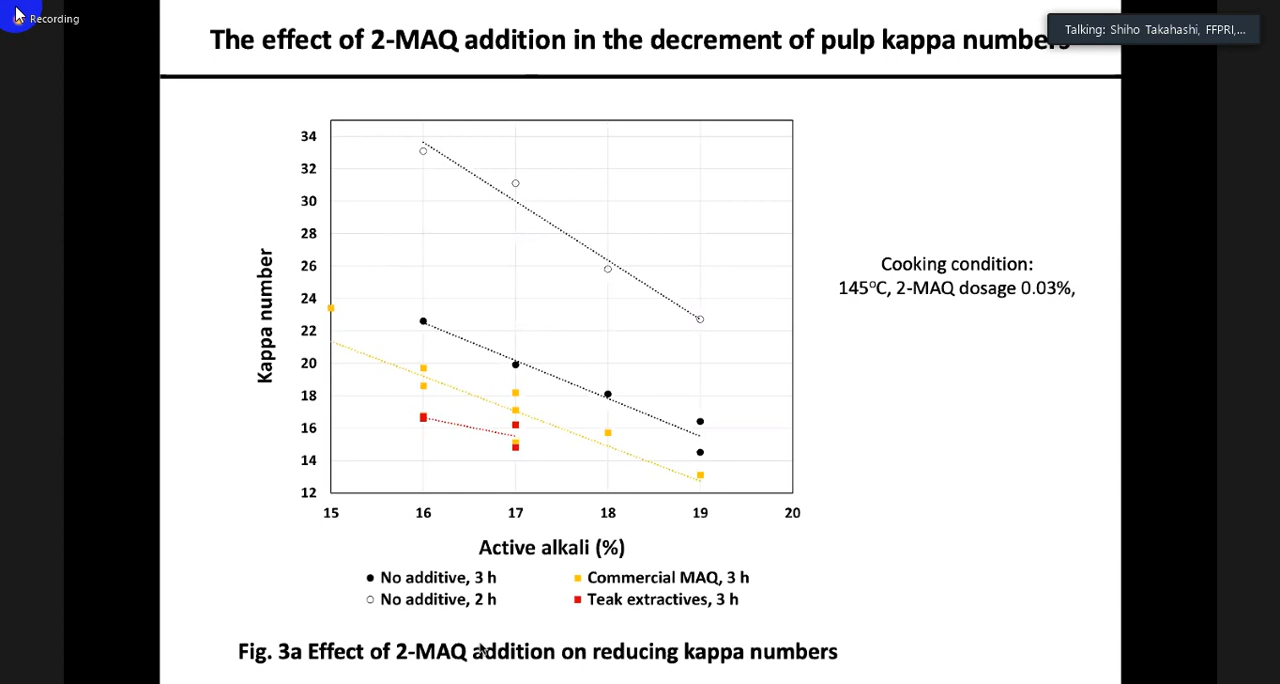 Recording
Talking: Shiho Takahashi, FFPRI,...
The effect of 2-MAQ addition in the decrement of pulp kappa numbers
34
32
30
28
26
24
22
20
18
16
14
12
Kappa number
15 16 17 18 19 20
Active alkali (%)
No additive, 3 h
Commercial MAQ, 3 h
No additive, 2 h
Teak extractives, 3 h
Cooking condition:
145°C, 2-MAQ dosage 0.03%,
Fig. 3a Effect of 2-MAQ addition on reducing kappa numbers